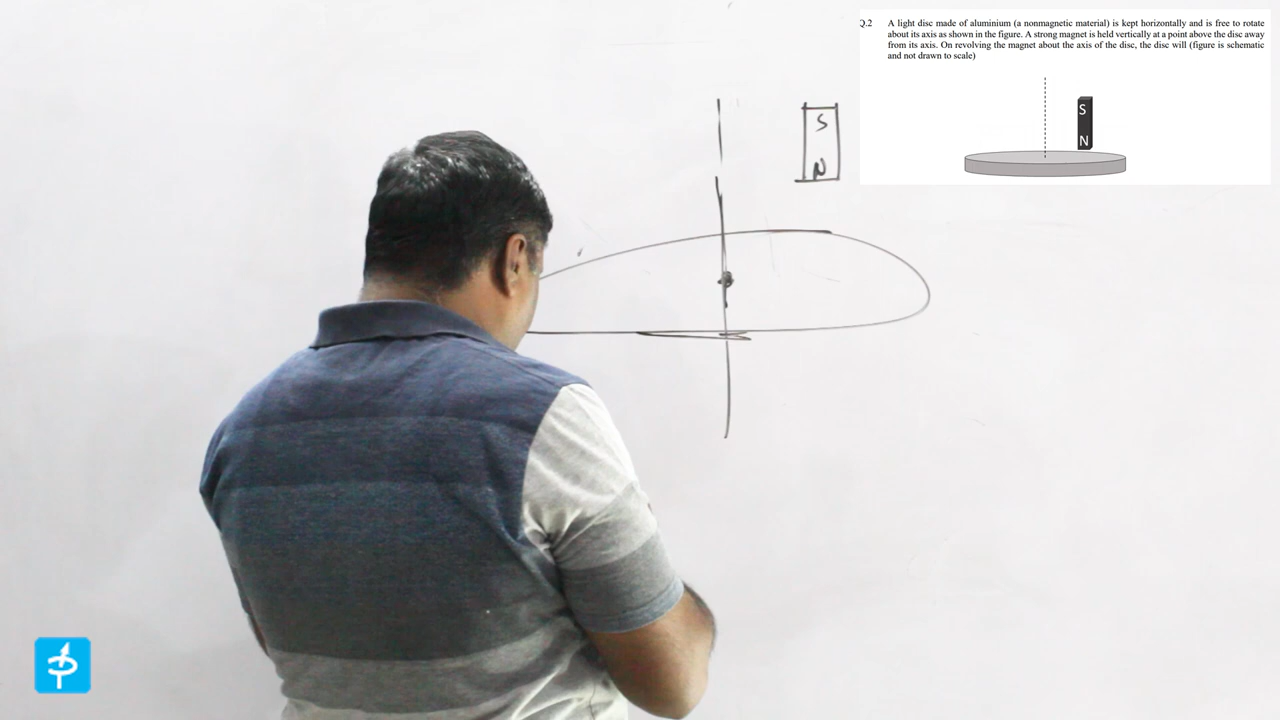 Q.2 A light disc made of aluminium (a nonmagnetic material) is kept horizontally and is free to rotate
about its axis as shown in the figure. A strong magnet is held vertically at a point above the disc away
from its axis. On revolving the magnet about the axis of the disc, the disc will (figure is schematic
and not drawn to scale)
S
N
S
N